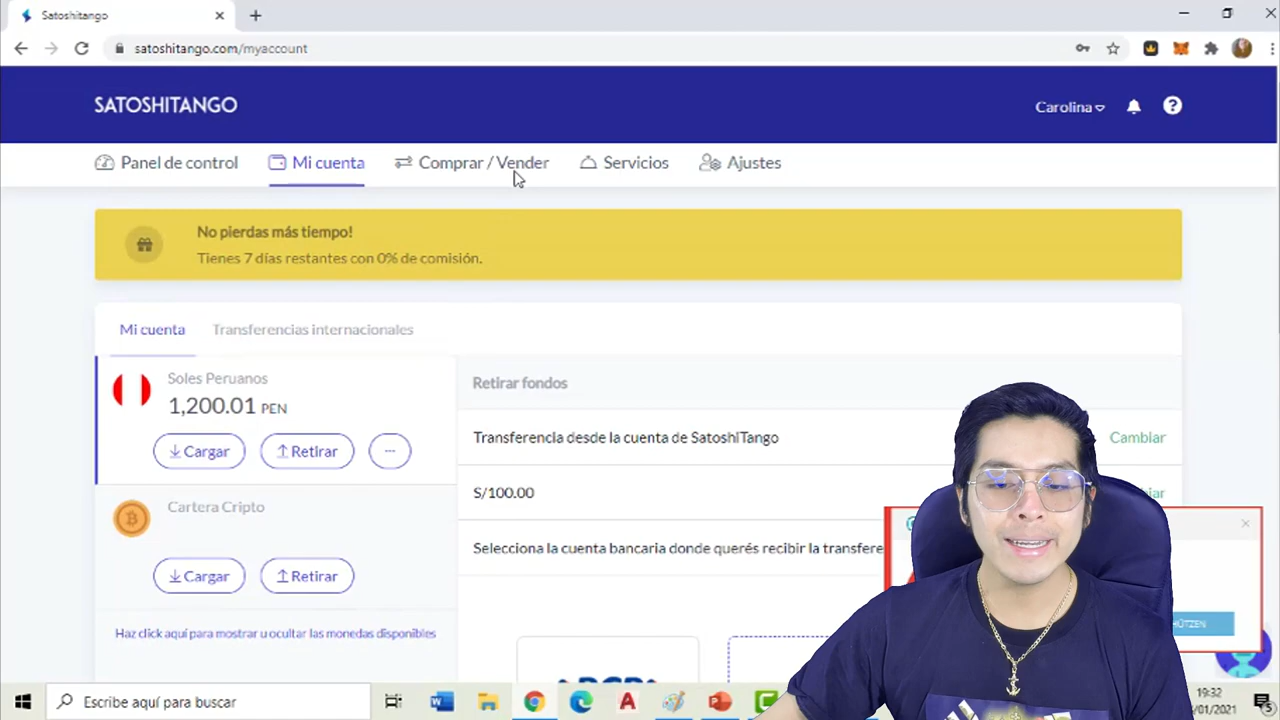 Satoshitango
satoshitango.com/myaccount
SATOSHITANGO
Carolina
Panel de control
Mi cuenta
Comprar / Vender
Servicios
Ajustes
No pierdas más tiempo!
Tienes 7 días restantes con 0% de comisión.
Mi cuenta
Transferencias internacionales
Soles Peruanos
1,200.01 PEN
Cargar
Retirar
Cartera Cripto
Cargar
Retirar
Haz click aquí para mostrar u ocultar las monedas disponibles
Retirar fondos
Transferencia desde la cuenta de SatoshiTango
Cambiar
S/100.00
Selecciona la cuenta bancaria donde querés recibir la transfere
Escribe aquí para buscar
19:32
/01/2021